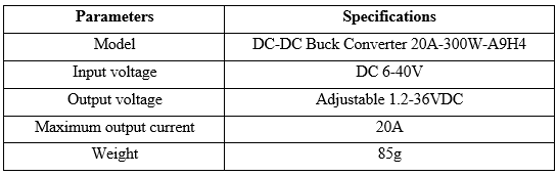 Parameters Specifications
Model DC-DC Buck Converter 20A-300W-A9H4
Input voltage DC 6-40V
Output voltage Adjustable 1.2-36VDC
Maximum output current 20A
Weight 85g